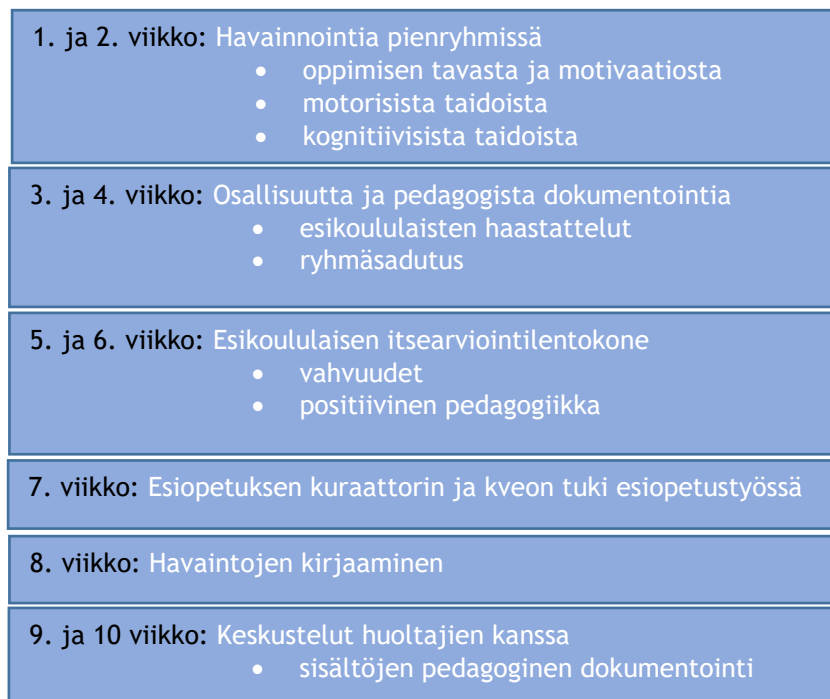 1. ja 2. viikko: Havainnointia pienryhmissä
• oppimisen tavasta ja motivaatiosta
• motorisista taidoista
• kognitiivisista taidoista
3. ja 4. viikko: Osallisuutta ja pedagogista dokumentointia
• esikoululaisten haastattelut
• ryhmäsadutus
5. ja 6. viikko: Esikoululaisen itsearviointilentokone
• vahvuudet
• positiivinen pedagogiikka
7. viikko: Esiopetuksen kuraattorin ja kveon tuki esiopetustyössä
8. viikko: Havaintojen kirjaaminen
9. ja 10 viikko: Keskustelut huoltajien kanssa
• sisältöjen pedagoginen dokumentointi